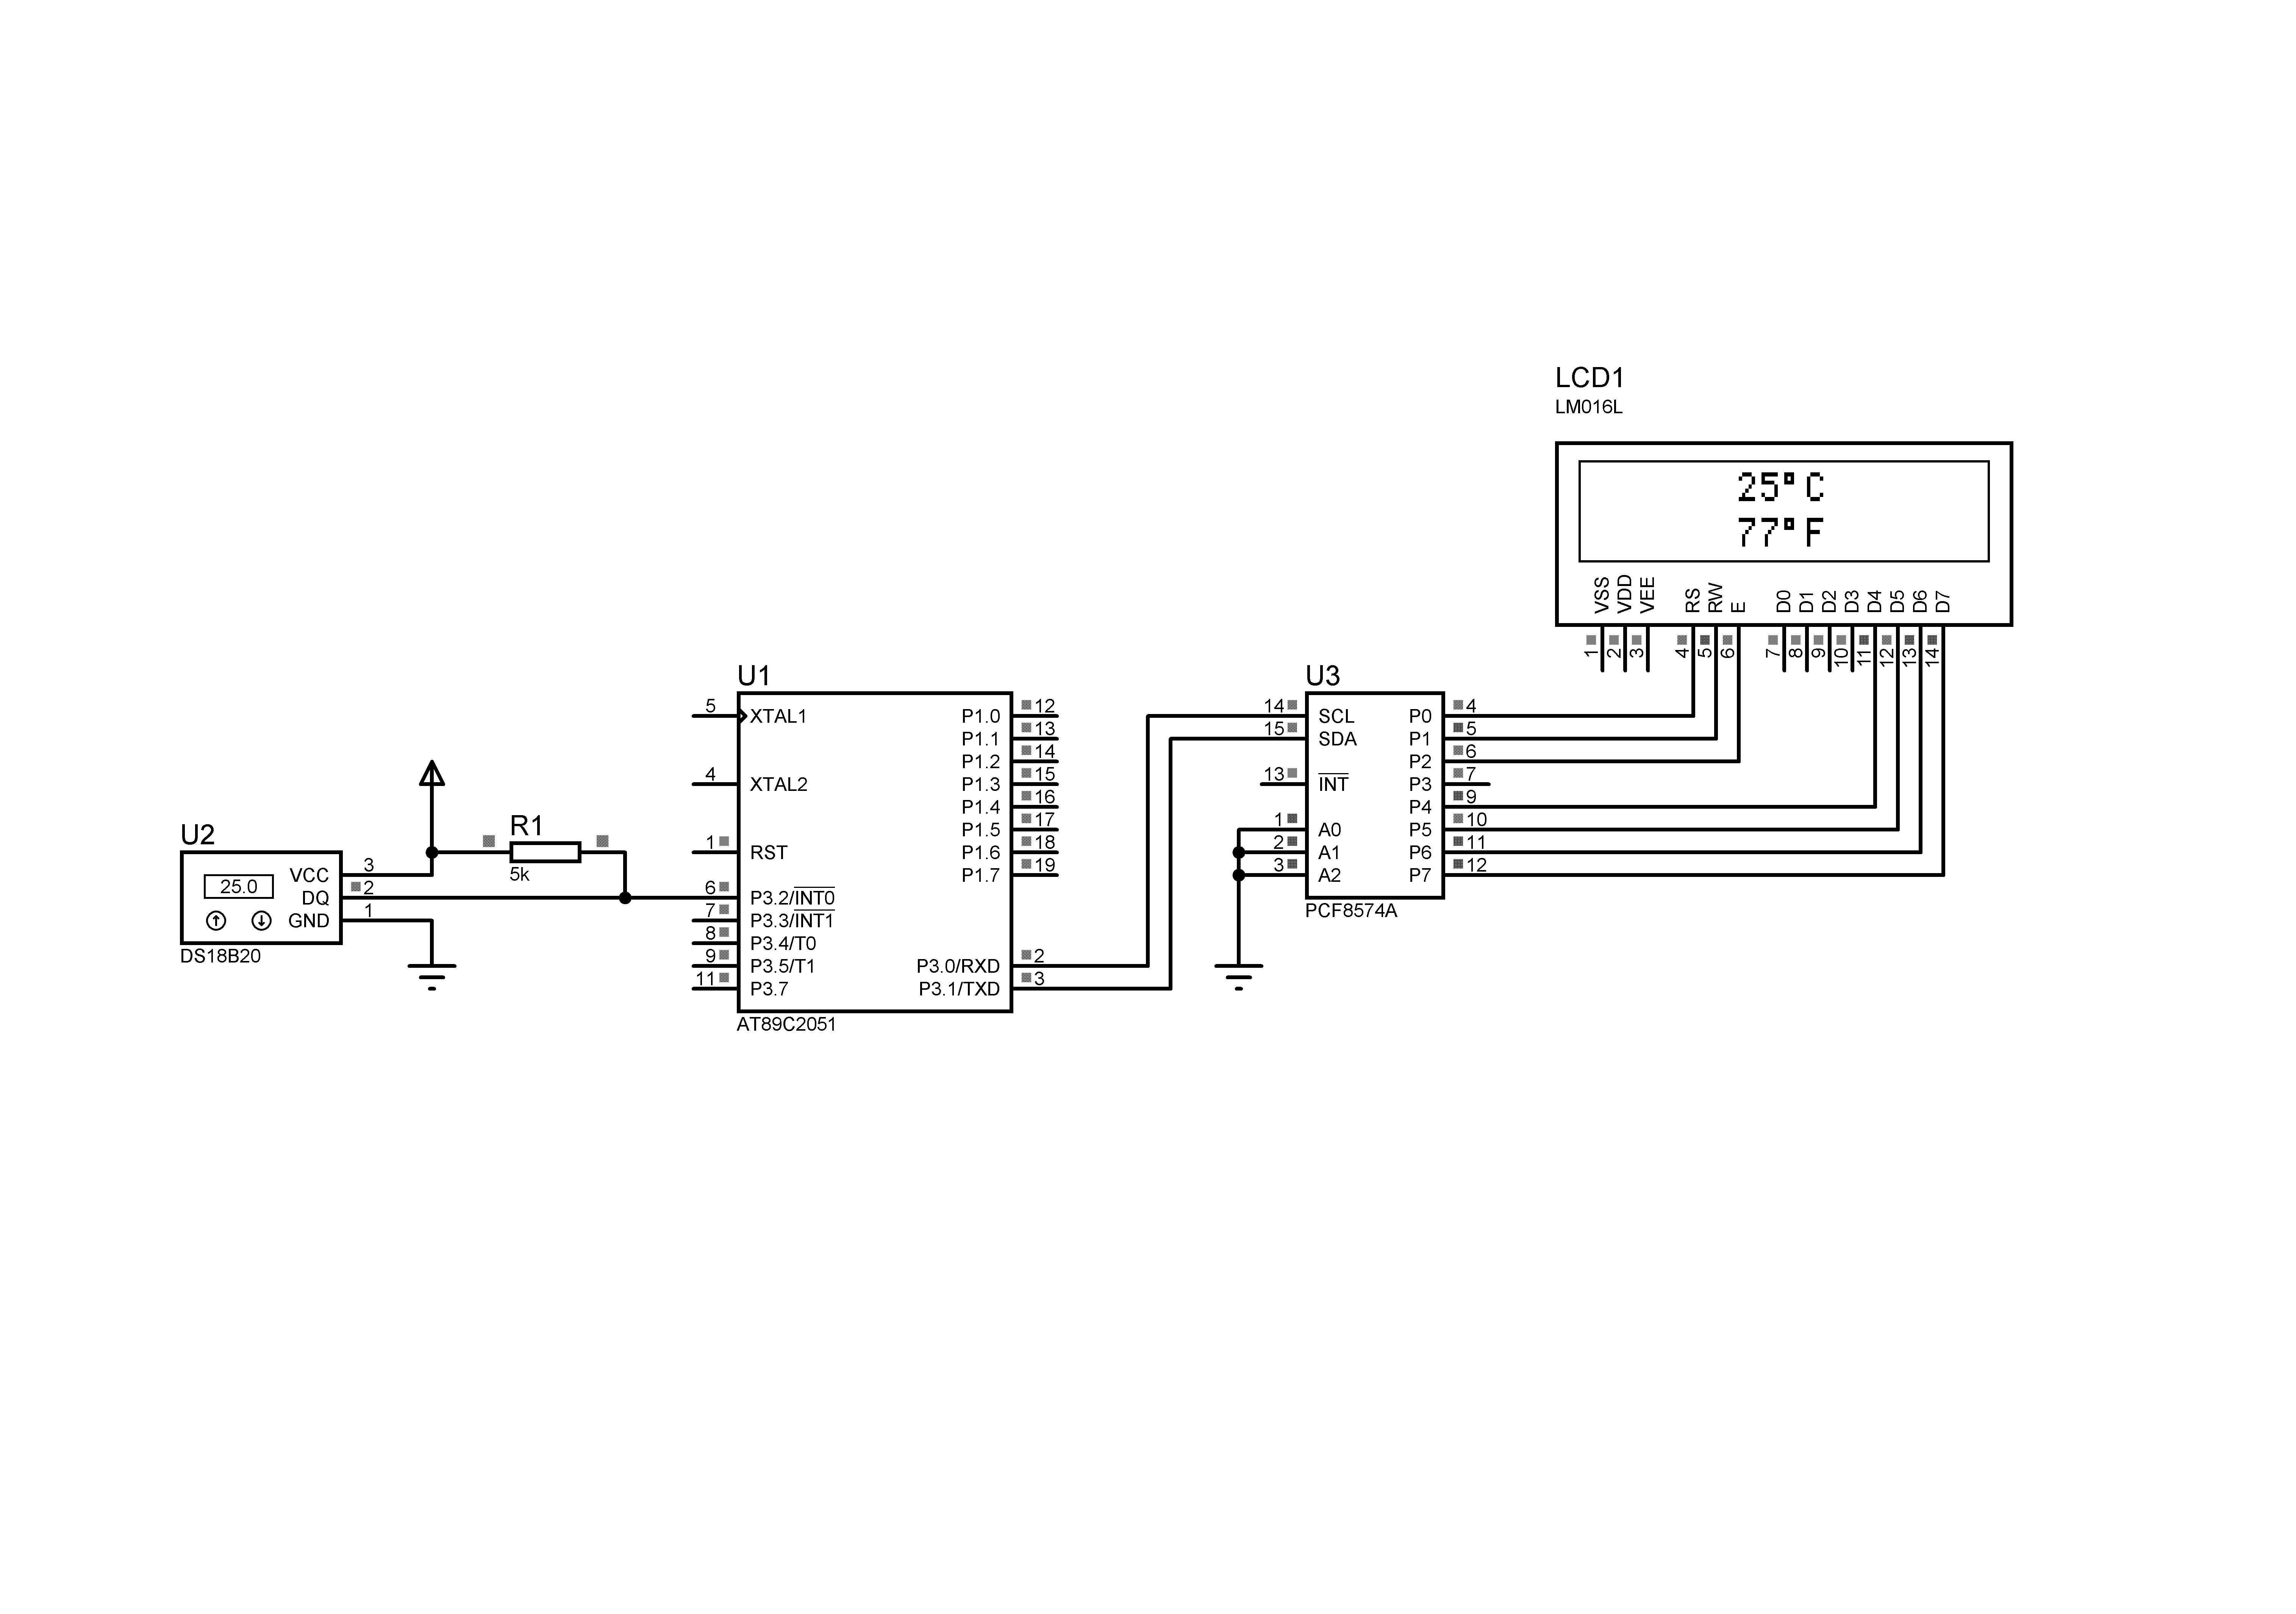 LCD1
LM016L
25°C
77°F
VSS
VDD
VEE
RS
RW
E
D0
D1
D2
D3
D4
D5
D6
D7
1
2
3
4
5
6
7
8
9
10
11
12
13
14
U1
5
XTAL1
4
XTAL2
1
RST
6
P3.2/INT0
7
P3.3/INT1
8
P3.4/T0
9
P3.5/T1
11
P3.7
P1.0
12
P1.1
13
P1.2
14
P1.3
15
P1.4
16
P1.5
17
P1.6
18
P1.7
19
P3.0/RXD
2
P3.1/TXD
3
AT89C2051
U3
14
SCL
15
SDA
13
INT
1
A0
2
A1
3
A2
P0
4
P1
5
P2
6
P3
7
P4
9
P5
10
P6
11
P7
12
PCF8574A
R1
5k
U2
25.0
VCC
3
DQ
2
GND
1
DS18B20